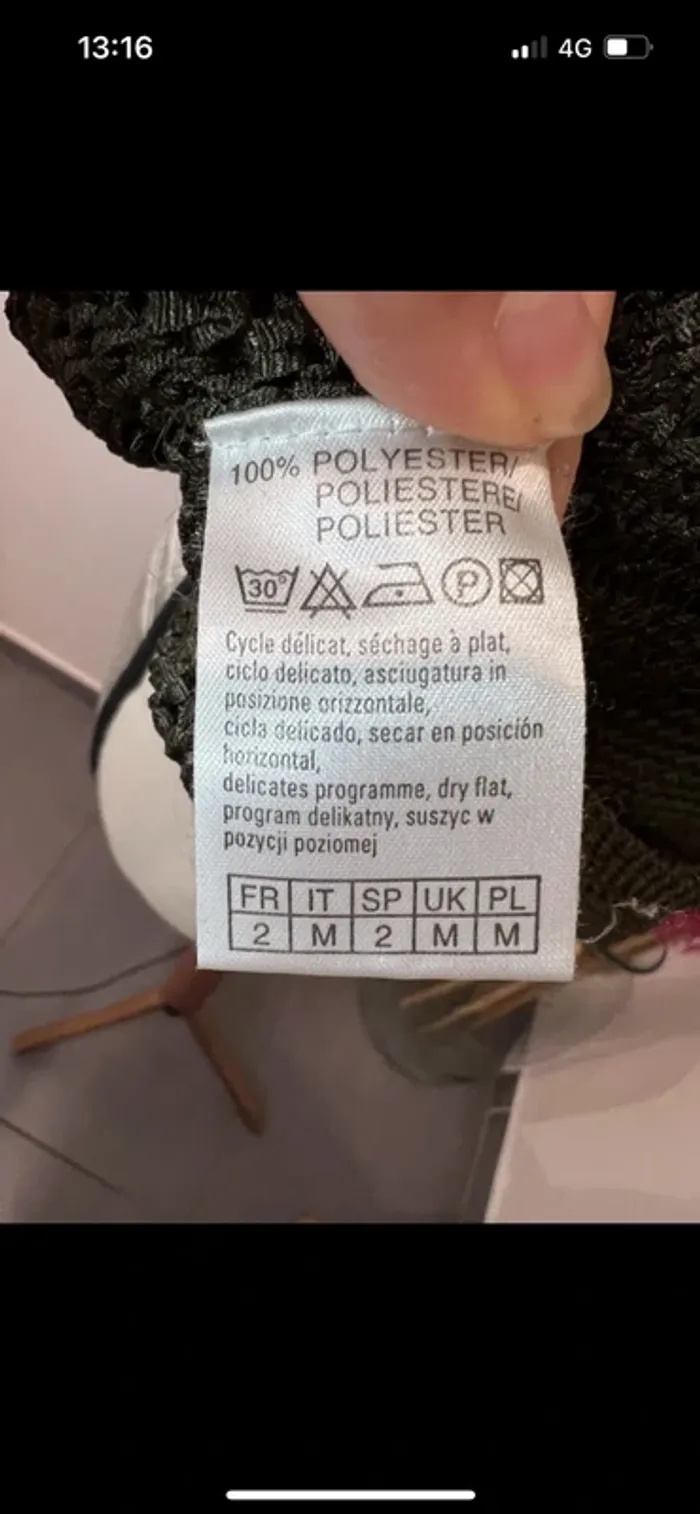 13:16
4G
100% POLYESTER/
POLIESTERE/
POLIESTER
30°
P
Cycle délicat, séchage à plat,
ciclo delicato, asciugatura in
posizione orizzontale,
cicla delicado, secar en posición
horizontal,
delicates programme, dry flat,
program delikatny, suszyc w
pozycji poziomej
FR IT SP UK PL
2 M 2 M M